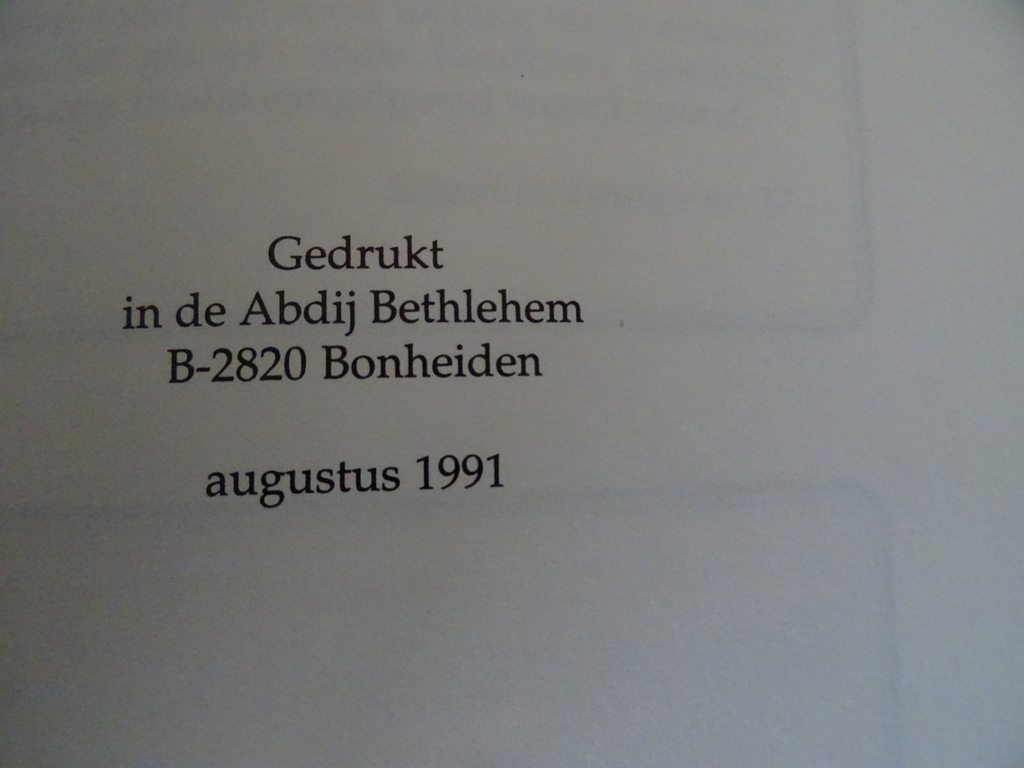 Gedrukt
in de Abdij Bethlehem
B-2820 Bonheiden
augustus 1991